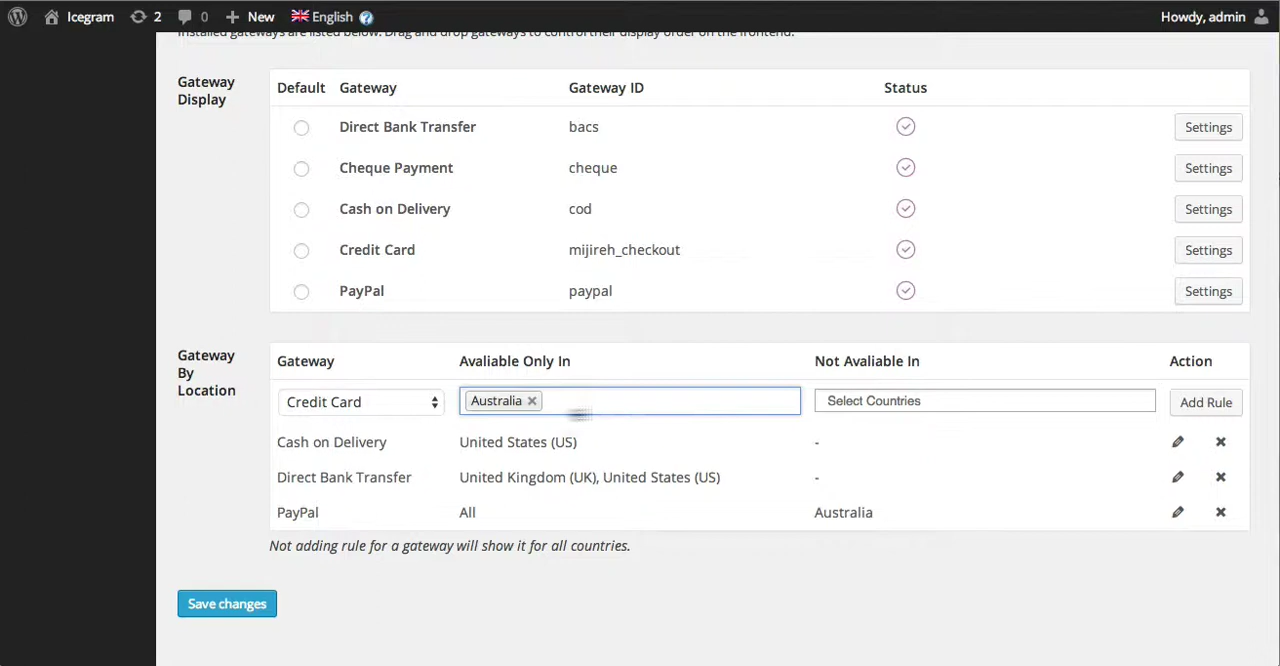 Icegram 2 0 New English Howdy, admin
Installed gateways are listed below. Drag and drop gateways to control their display order on the frontend.
Gateway
Display
Default Gateway Gateway ID Status
Direct Bank Transfer bacs Settings
Cheque Payment cheque Settings
Cash on Delivery cod Settings
Credit Card mijireh_checkout Settings
PayPal paypal Settings
Gateway
By
Location
Gateway Avaliable Only In Not Avaliable In Action
Credit Card Australia Select Countries Add Rule
Cash on Delivery United States (US) -
Direct Bank Transfer United Kingdom (UK), United States (US) -
PayPal All Australia
Not adding rule for a gateway will show it for all countries.
Save changes